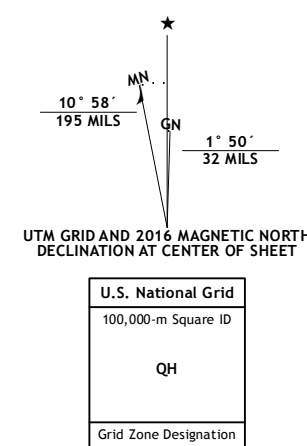 ★
MN
GN
10° 58´
195 MILS
1° 50´
32 MILS
UTM GRID AND 2016 MAGNETIC NORTH
DECLINATION AT CENTER OF SHEET
U.S. National Grid
100,000-m Square ID
QH
Grid Zone Designation